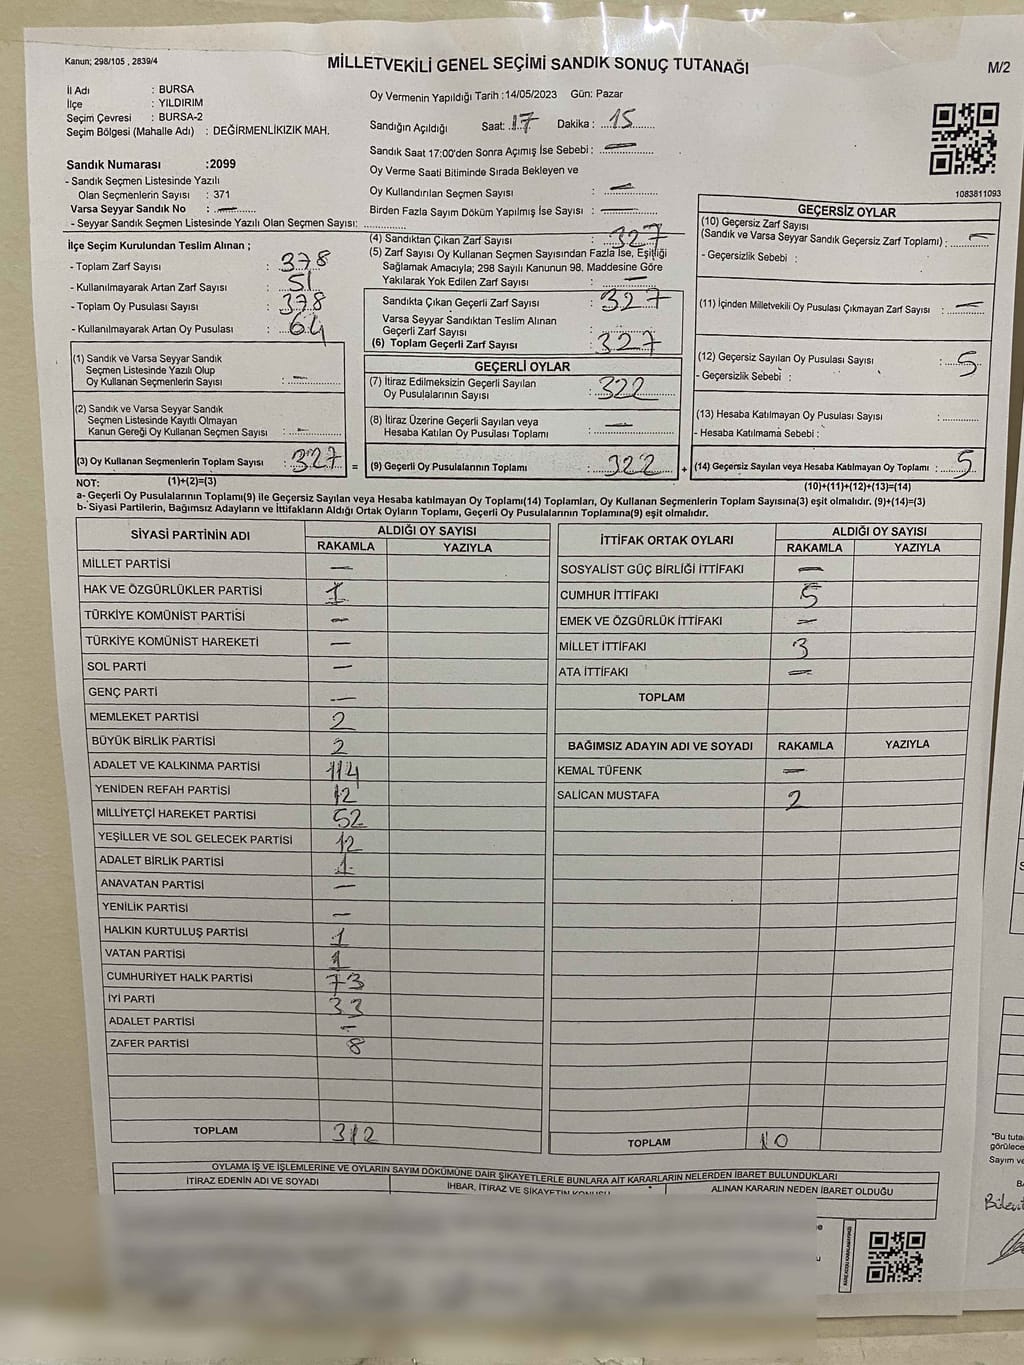 Kanun; 298/105 , 2839/4
MİLLETVEKİLİ GENEL SEÇİMİ SANDIK SONUÇ TUTANAĞI
M/2
İl Adı : BURSA
İlçe : YILDIRIM
Seçim Çevresi : BURSA-2
Seçim Bölgesi (Mahalle Adı) : DEĞİRMENLİKIZIK MAH.
Oy Vermenin Yapıldığı Tarih :14/05/2023 Gün: Pazar
Sandığın Açıldığı Saat: 17 Dakika : 15
Sandık Saat 17:00'den Sonra Açımış İse Sebebi : —
Oy Verme Saati Bitiminde Sırada Bekleyen ve
Oy Kullandırılan Seçmen Sayısı : —
Birden Fazla Sayım Döküm Yapılmış İse Sayısı : —
1083811093
Sandık Numarası :2099
- Sandık Seçmen Listesinde Yazılı
Olan Seçmenlerin Sayısı : 371
Varsa Seyyar Sandık No : —
- Seyyar Sandık Seçmen Listesinde Yazılı Olan Seçmen Sayısı:
İlçe Seçim Kurulundan Teslim Alınan ;
- Toplam Zarf Sayısı : 378
- Kullanılmayarak Artan Zarf Sayısı : 51
- Toplam Oy Pusulası Sayısı : 378
- Kullanılmayarak Artan Oy Pusulası : 64
(1) Sandık ve Varsa Seyyar Sandık
Seçmen Listesinde Yazılı Olup
Oy Kullanan Seçmenlerin Sayısı : —
(2) Sandık ve Varsa Seyyar Sandık
Seçmen Listesinde Kayıtlı Olmayan
Kanun Gereği Oy Kullanan Seçmen Sayısı : —
(3) Oy Kullanan Seçmenlerin Toplam Sayısı : 327 =
(1)+(2)=(3)
(4) Sandıktan Çıkan Zarf Sayısı : 327
(5) Zarf Sayısı Oy Kullanan Seçmen Sayısından Fazla İse, Eşitliği
Sağlamak Amacıyla; 298 Sayılı Kanunun 98. Maddesine Göre
Yakılarak Yok Edilen Zarf Sayısı : —
Sandıkta Çıkan Geçerli Zarf Sayısı : 327
Varsa Seyyar Sandıktan Teslim Alınan
Geçerli Zarf Sayısı :
(6) Toplam Geçerli Zarf Sayısı : 327
GEÇERLİ OYLAR
(7) İtiraz Edilmeksizin Geçerli Sayılan
Oy Pusulalarının Sayısı : 322
(8) İtiraz Üzerine Geçerli Sayılan veya
Hesaba Katılan Oy Pusulası Toplamı : —
(9) Geçerli Oy Pusulalarının Toplamı : 322 +
GEÇERSİZ OYLAR
(10) Geçersiz Zarf Sayısı
(Sandık ve Varsa Seyyar Sandık Geçersiz Zarf Toplamı) : —
- Geçersizlik Sebebi :
(11) İçinden Milletvekili Oy Pusulası Çıkmayan Zarf Sayısı : —
(12) Geçersiz Sayılan Oy Pusulası Sayısı : 5
- Geçersizlik Sebebi :
(13) Hesaba Katılmayan Oy Pusulası Sayısı :
- Hesaba Katılmama Sebebi :
(14) Geçersiz Sayılan veya Hesaba Katılmayan Oy Toplamı : 5
(10)+(11)+(12)+(13)=(14)
NOT:
a- Geçerli Oy Pusulalarının Toplamı(9) ile Geçersiz Sayılan veya Hesaba katılmayan Oy Toplamı(14) Toplamları, Oy Kullanan Seçmenlerin Toplam Sayısına(3) eşit olmalıdır. (9)+(14)=(3)
b- Siyasi Partilerin, Bağımsız Adayların ve İttifakların Aldığı Ortak Oyların Toplamı, Geçerli Oy Pusulalarının Toplamına(9) eşit olmalıdır.
SİYASİ PARTİNİN ADI ALDIĞI OY SAYISI
RAKAMLA YAZIYLA
MİLLET PARTİSİ —
HAK VE ÖZGÜRLÜKLER PARTİSİ 1
TÜRKİYE KOMÜNİST PARTİSİ —
TÜRKİYE KOMÜNİST HAREKETİ —
SOL PARTİ —
GENÇ PARTİ —
MEMLEKET PARTİSİ 2
BÜYÜK BİRLİK PARTİSİ 2
ADALET VE KALKINMA PARTİSİ 114
YENİDEN REFAH PARTİSİ 12
MİLLİYETÇİ HAREKET PARTİSİ 52
YEŞİLLER VE SOL GELECEK PARTİSİ 12
ADALET BİRLİK PARTİSİ 1
ANAVATAN PARTİSİ —
YENİLİK PARTİSİ —
HALKIN KURTULUŞ PARTİSİ 1
VATAN PARTİSİ 1
CUMHURİYET HALK PARTİSİ 73
İYİ PARTİ 33
ADALET PARTİSİ —
ZAFER PARTİSİ 8
TOPLAM 312
İTTİFAK ORTAK OYLARI ALDIĞI OY SAYISI
RAKAMLA YAZIYLA
SOSYALİST GÜÇ BİRLİĞİ İTTİFAKI —
CUMHUR İTTİFAKI 5
EMEK VE ÖZGÜRLÜK İTTİFAKI —
MİLLET İTTİFAKI 3
ATA İTTİFAKI —
TOPLAM
BAĞIMSIZ ADAYIN ADI VE SOYADI RAKAMLA YAZIYLA
KEMAL TÜFENK —
SALİCAN MUSTAFA 2
TOPLAM 10
OYLAMA İŞ VE İŞLEMLERİNE VE OYLARIN SAYIM DÖKÜMÜNE DAİR ŞİKAYETLERLE BUNLARA AİT KARARLARIN NELERDEN İBARET BULUNDUKLARI
İTİRAZ EDENİN ADI VE SOYADI İHBAR, İTİRAZ VE ŞİKAYETİN KONUSU ALINAN KARARIN NEDEN İBARET OLDUĞU
"Bu tuta
görülece
Sayım ve